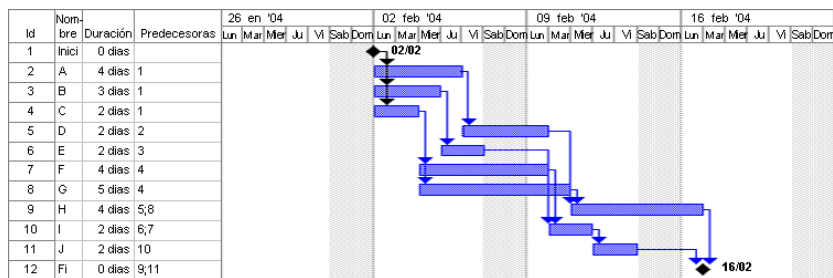 26 en '04 02 feb '04 09 feb '04 16 feb '04
Id Nom-bre Duración Predecesoras Lun Mar Mier Ju Vi Sab Dom Lun Mar Mier Ju Vi Sab Dom Lun Mar Mier Ju Vi Sab Dom Lun Mar Mier Ju Vi Sab Dom
1 Inici 0 dias 02/02
2 A 4 dias 1
3 B 3 dias 1
4 C 2 dias 1
5 D 2 dias 2
6 E 2 dias 3
7 F 4 dias 4
8 G 5 dias 4
9 H 4 dias 5;8
10 I 2 dias 6;7
11 J 2 dias 10
12 Fi 0 dias 9;11 16/02